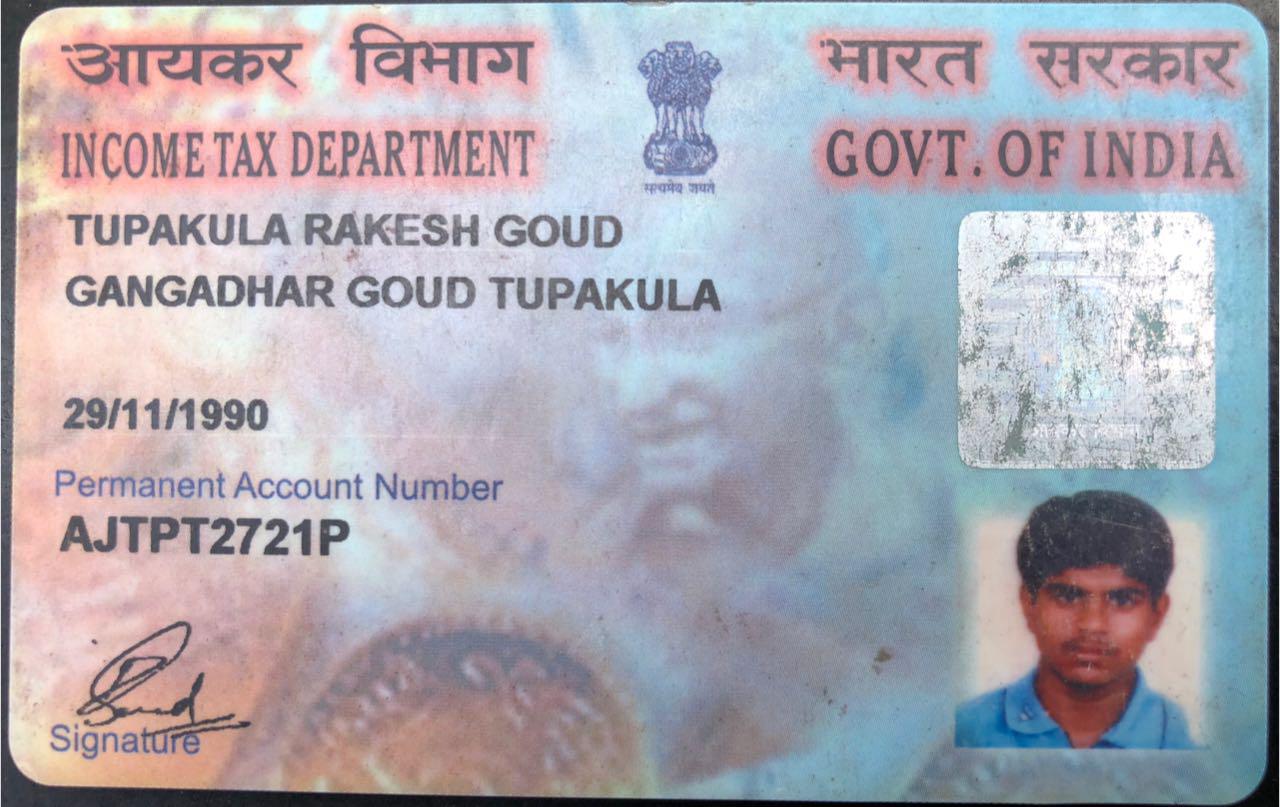 आयकर विभाग
INCOME TAX DEPARTMENT
सत्यमेव जयते
भारत सरकार
GOVT. OF INDIA
TUPAKULA RAKESH GOUD
GANGADHAR GOUD TUPAKULA
29/11/1990
Permanent Account Number
AJTPT2721P
Signature